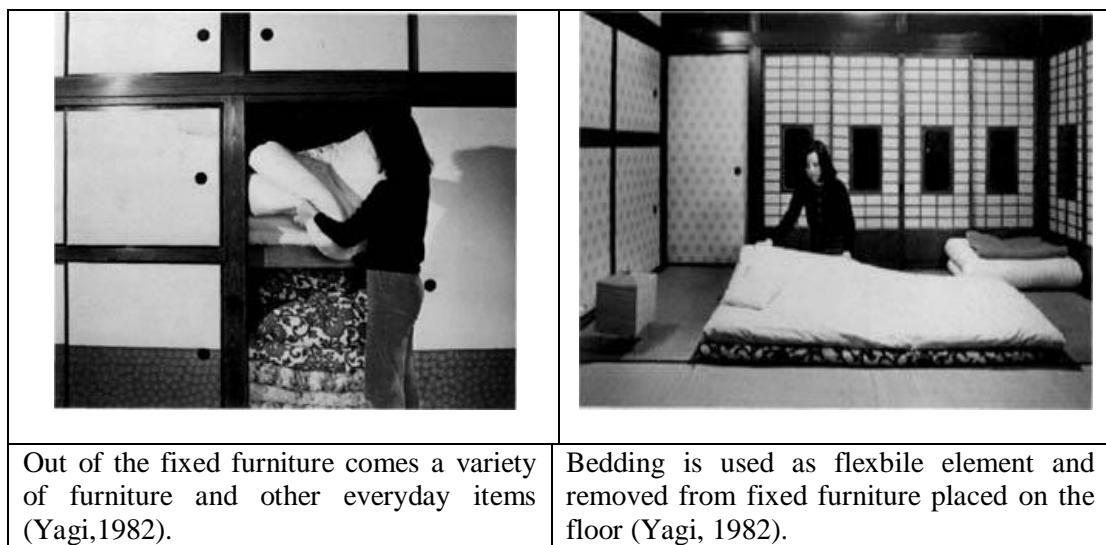 Out of the fixed furniture comes a variety
of furniture and other everyday items
(Yagi,1982).
Bedding is used as flexbile element and
removed from fixed furniture placed on the
floor (Yagi, 1982).